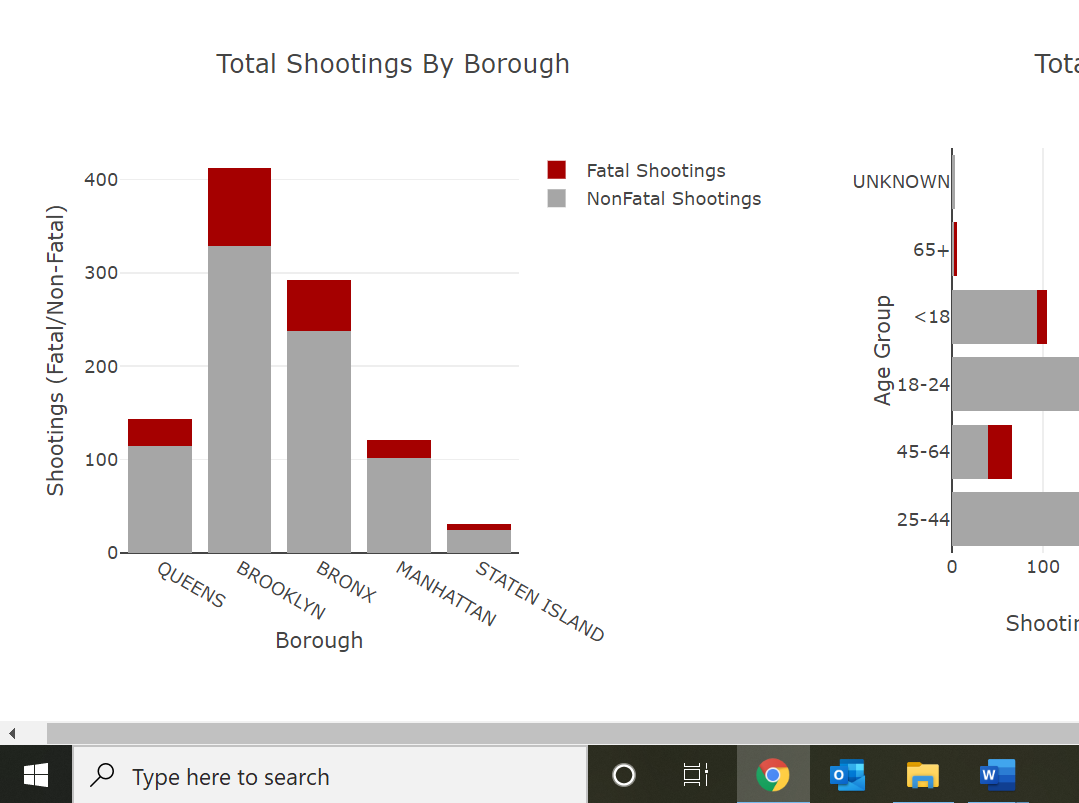 Total Shootings By Borough
Tota
Fatal Shootings
NonFatal Shootings
Shootings (Fatal/Non-Fatal)
400
300
200
100
0
QUEENS
BROOKLYN
BRONX
MANHATTAN
STATEN ISLAND
Borough
Age Group
UNKNOWN
65+
<18
18-24
45-64
25-44
0
100
Shootin
Type here to search
O
W